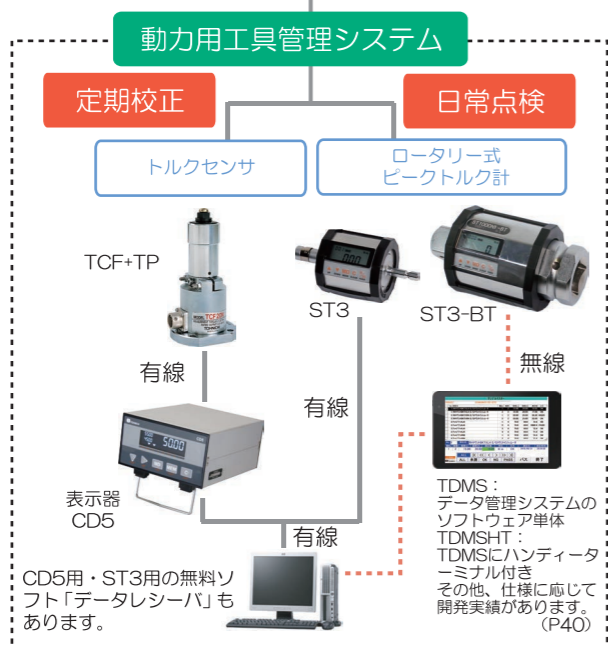 動力用工具管理システム
定期校正
日常点検
トルクセンサ
ロータリー式
ピークトルク計
TCF+TP
ST3
ST3-BT
有線
有線
無線
50.00
表示器
CD5
有線
TDMS：
データ管理システムの
ソフトウェア単体
TDMSHT：
TDMSにハンディータ
ーミナル付き
その他、仕様に応じて
開発実績があります。
（P40）
CD5用・ST3用の無料ソ
フト「データレシーバ」も
あります。